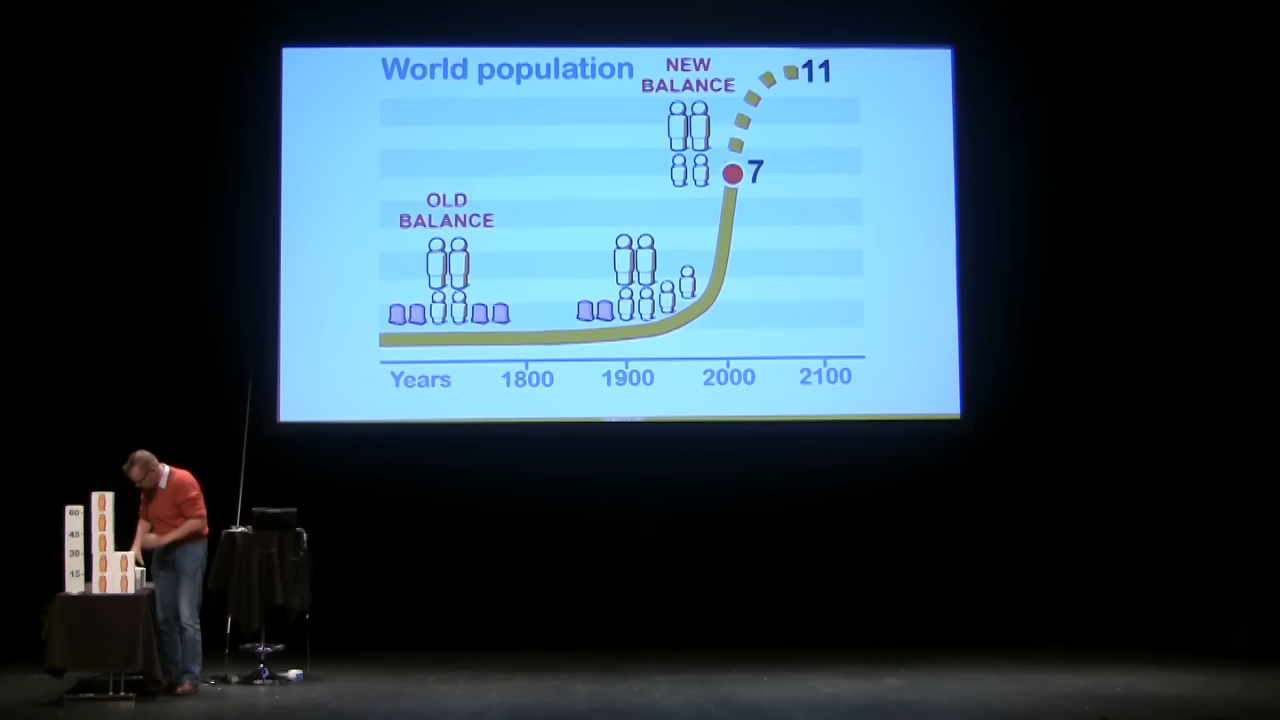 World population
NEW
BALANCE
11
7
OLD
BALANCE
Years 1800 1900 2000 2100
60
45
30
15